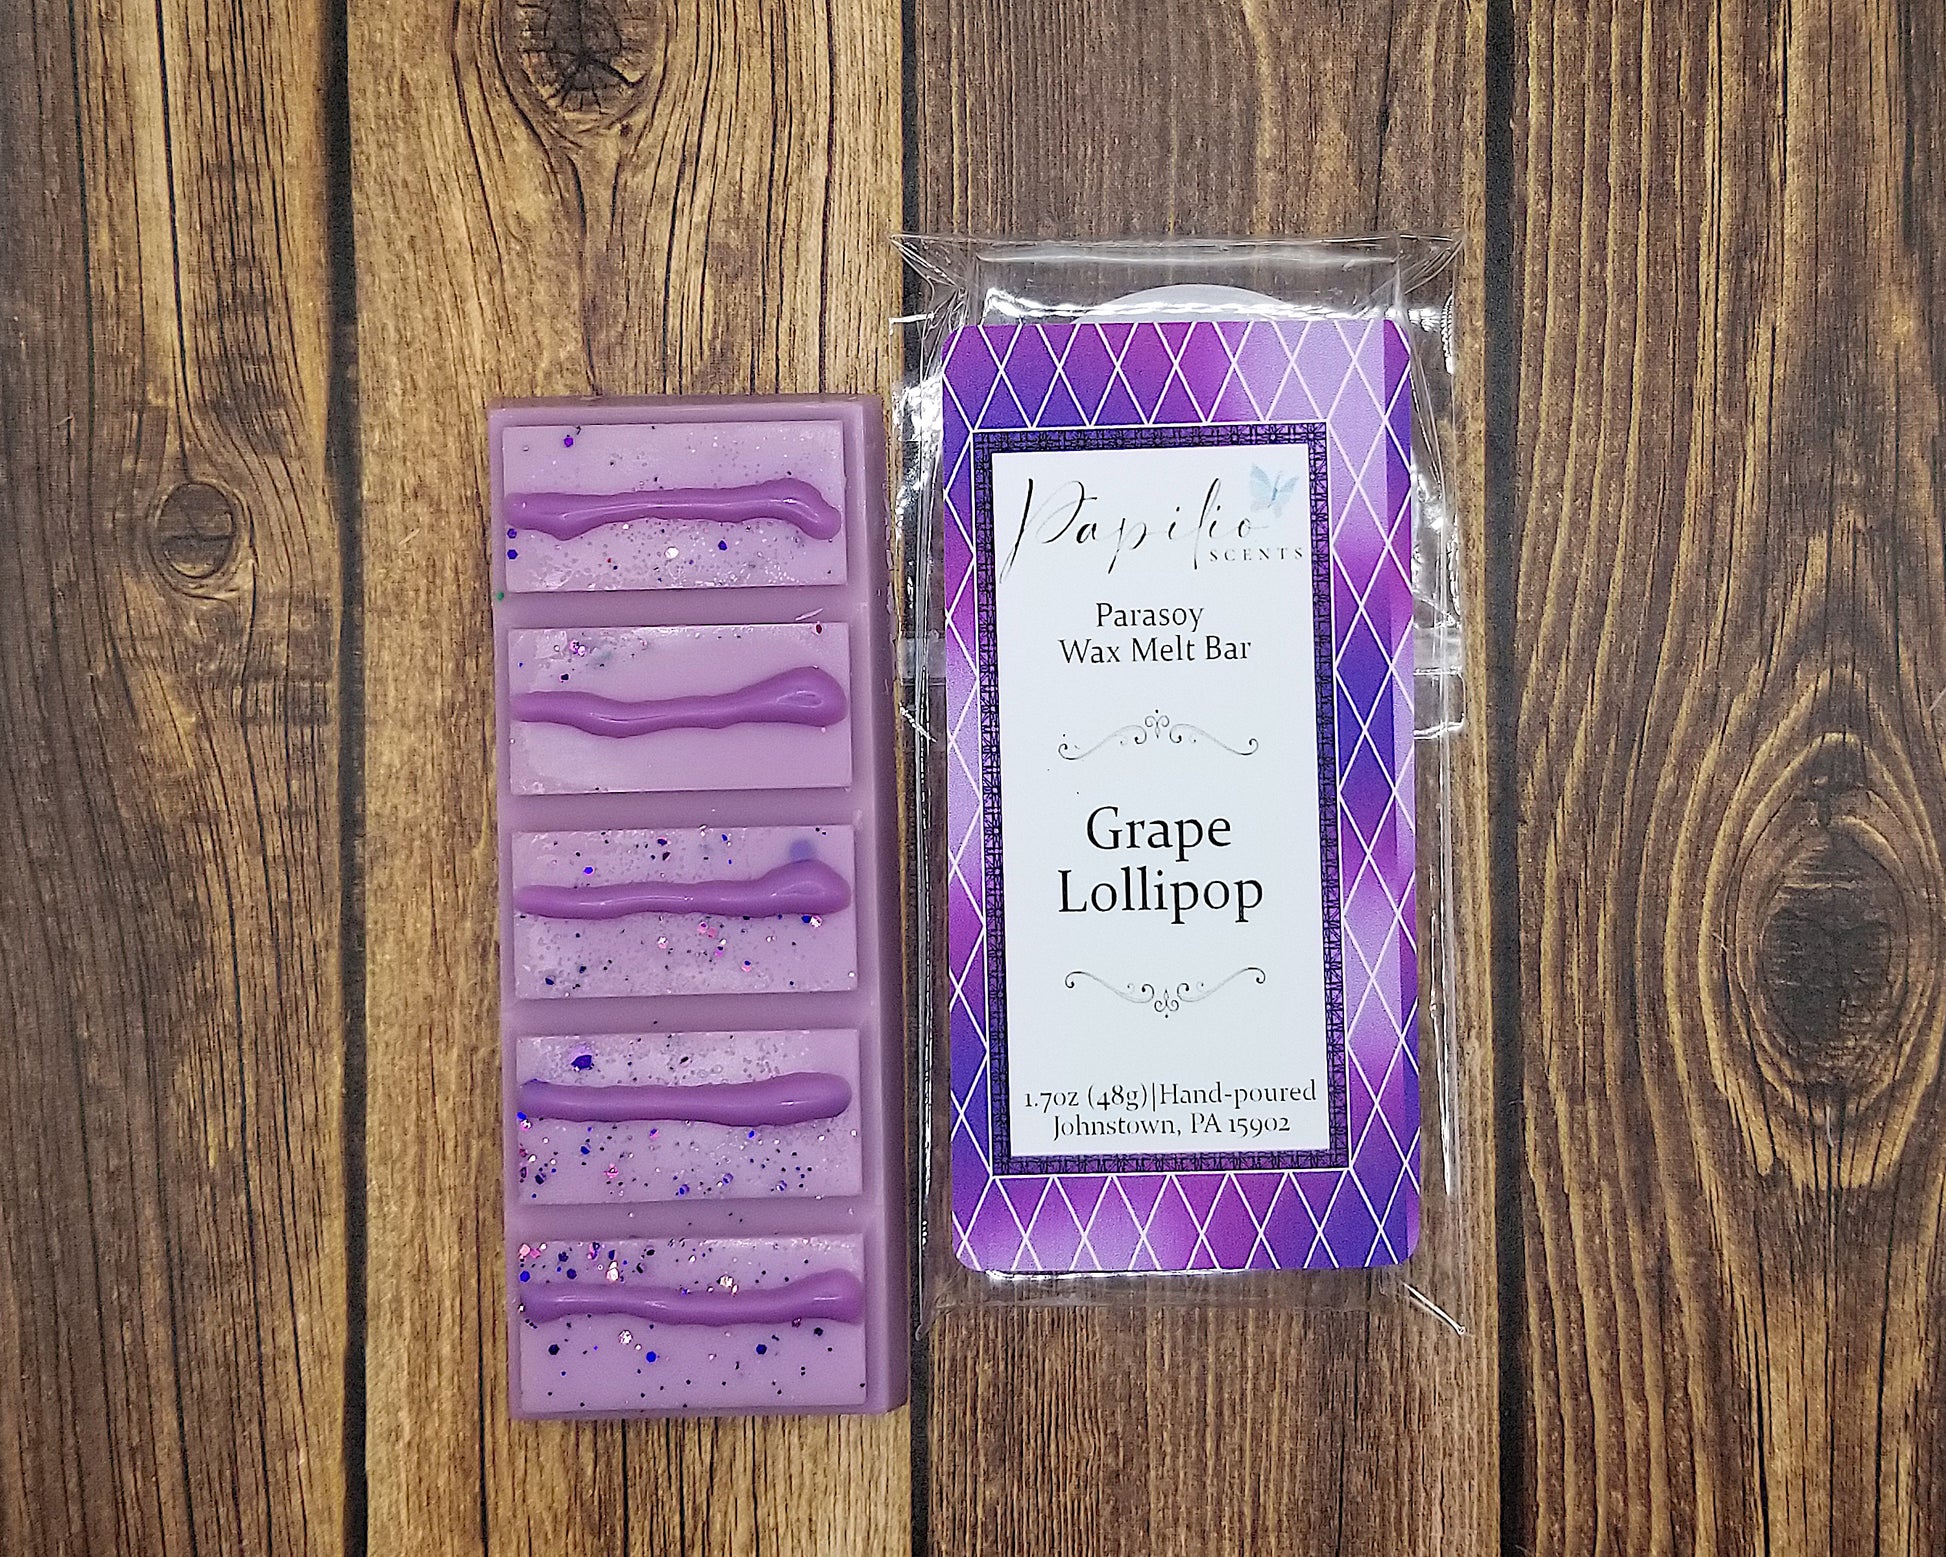 Papilio
SCENTS
Parasoy
Wax Melt Bar
Grape
Lollipop
1.7oz (48g)|Hand-poured
Johnstown, PA 15902